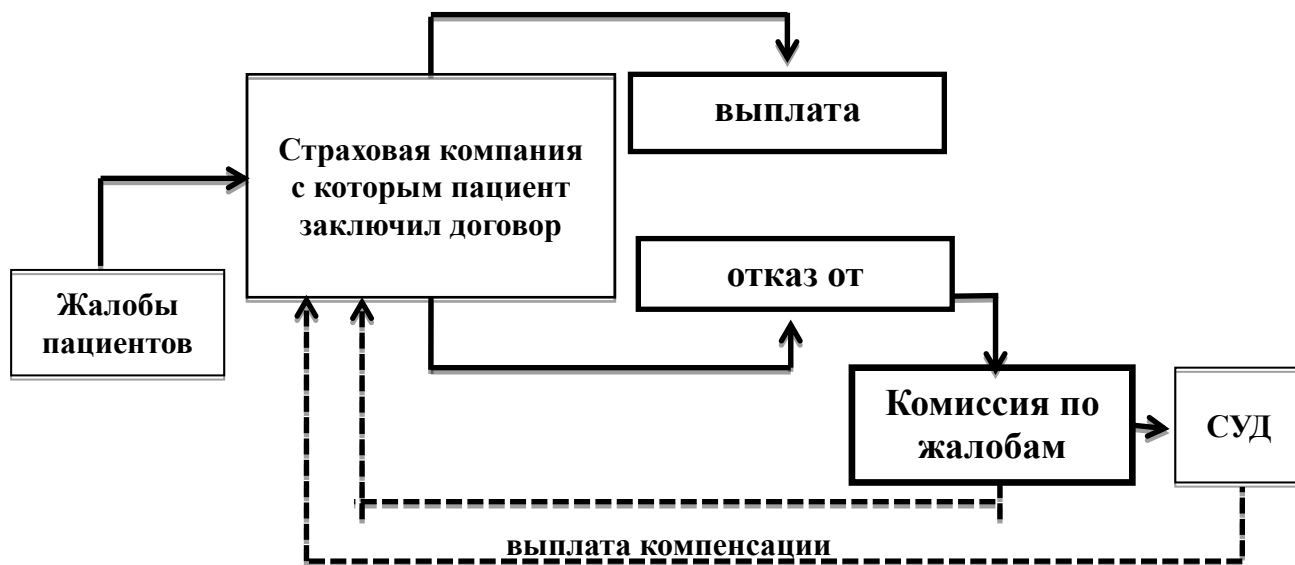 выплата
Страховая компания
с которым пациент
заключил договор
отказ от
Жалобы
пациентов
Комиссия по
жалобам
СУД
выплата компенсации